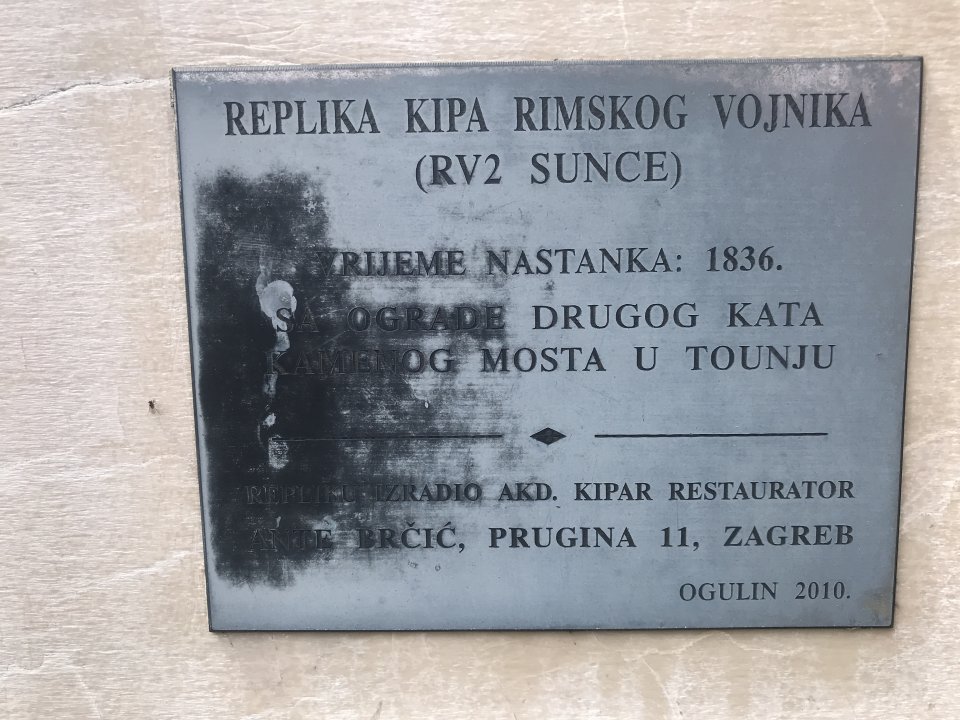 REPLIKA KIPA RIMSKOG VOJNIKA
(RV2 SUNCE)
VRIJEME NASTANKA: 1836.
SA OGRADE DRUGOG KATA
KAMENOG MOSTA U TOUNJU
REPLIKU IZRADIO AKD. KIPAR RESTAURATOR
ANTE BRČIĆ, PRUGINA 11, ZAGREB
OGULIN 2010.